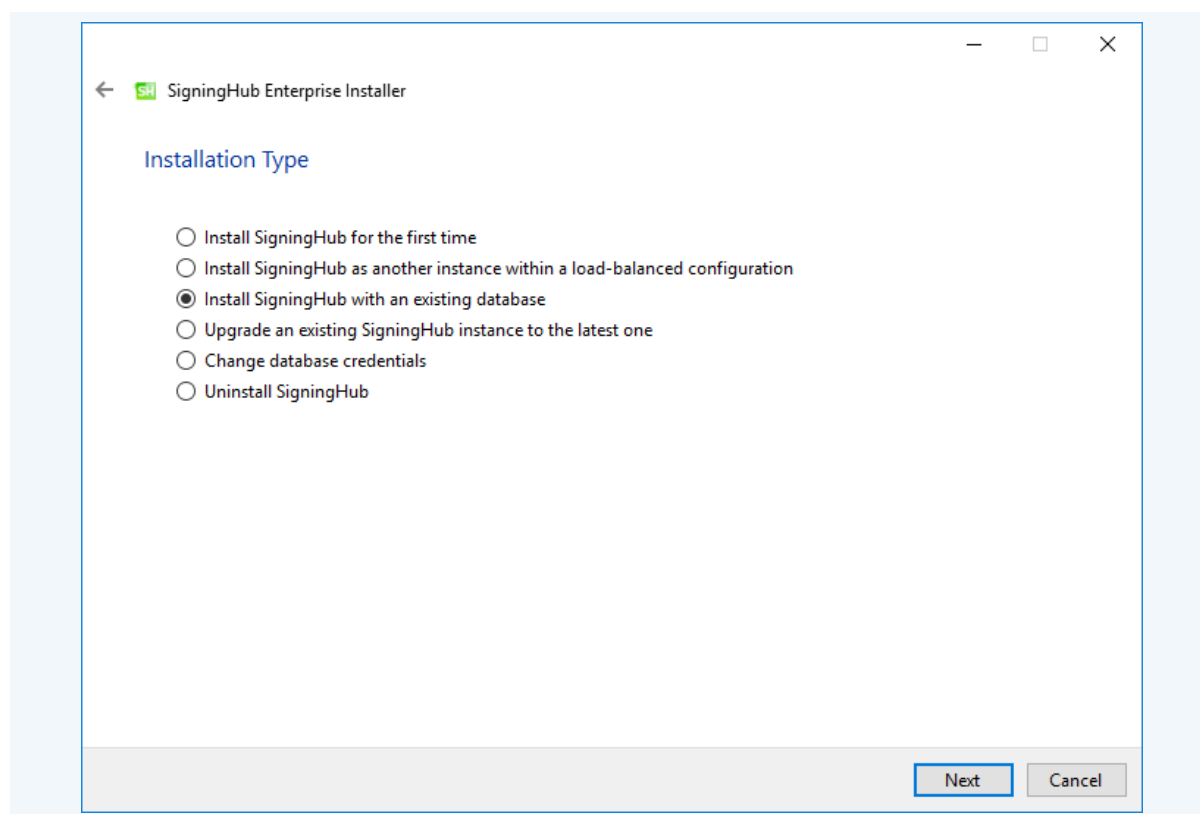 SH SigningHub Enterprise Installer
Installation Type
Install SigningHub for the first time
Install SigningHub as another instance within a load-balanced configuration
Install SigningHub with an existing database
Upgrade an existing SigningHub instance to the latest one
Change database credentials
Uninstall SigningHub
Next Cancel